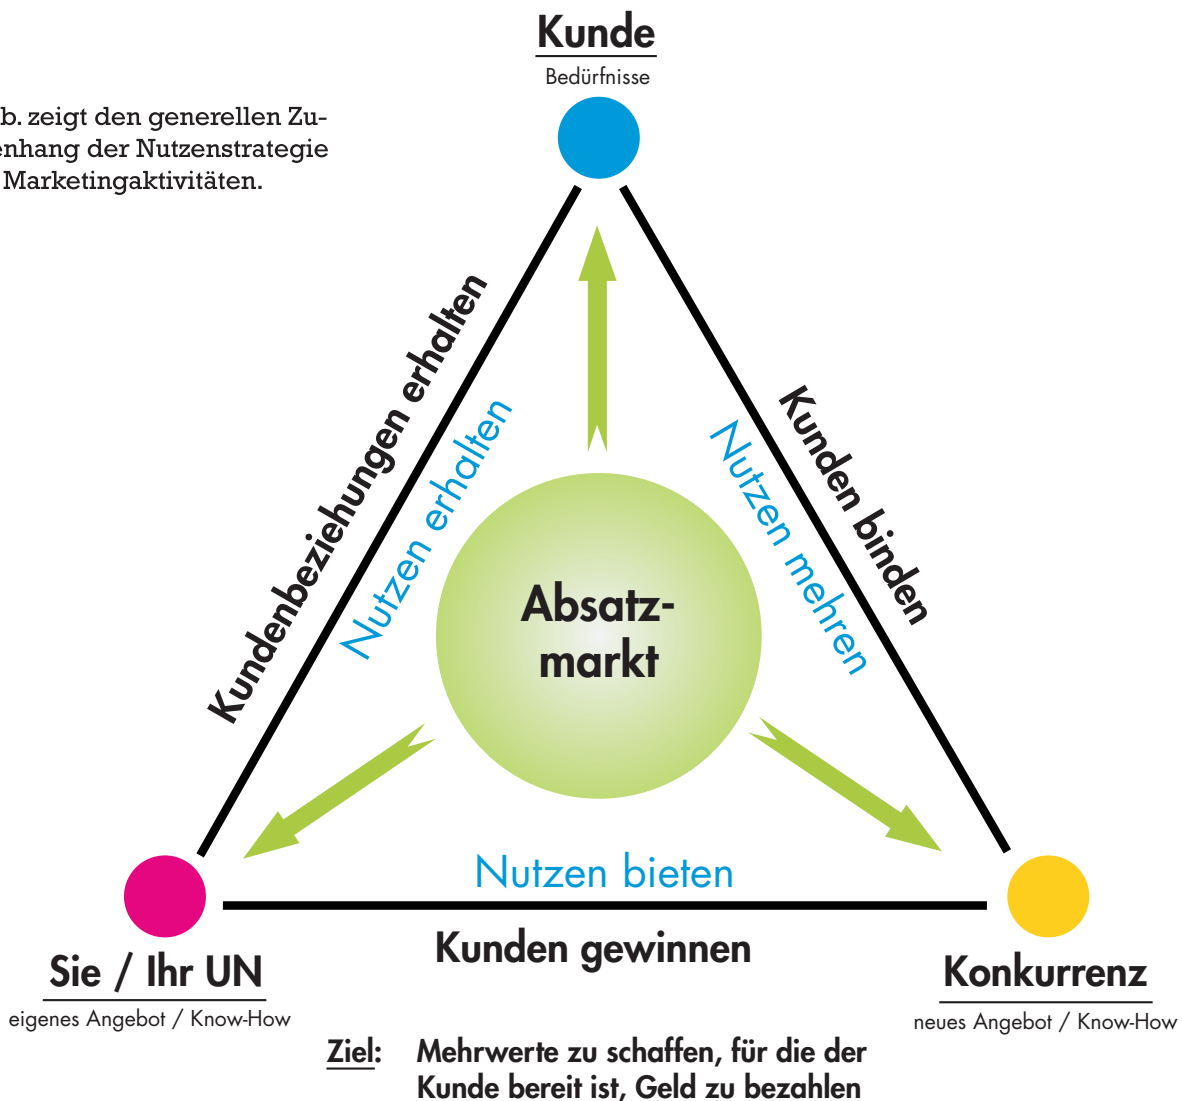 Kunde
Bedürfnisse
b. zeigt den generellen Zu-
enhang der Nutzenstrategie
Marketingaktivitäten.
Kundenbeziehungen erhalten
Nutzen erhalten
Kunden binden
Nutzen mehren
Absatz-
markt
Nutzen bieten
Kunden gewinnen
Sie / Ihr UN
eigenes Angebot / Know-How
Konkurrenz
neues Angebot / Know-How
Ziel: Mehrwerte zu schaffen, für die der
Kunde bereit ist, Geld zu bezahlen